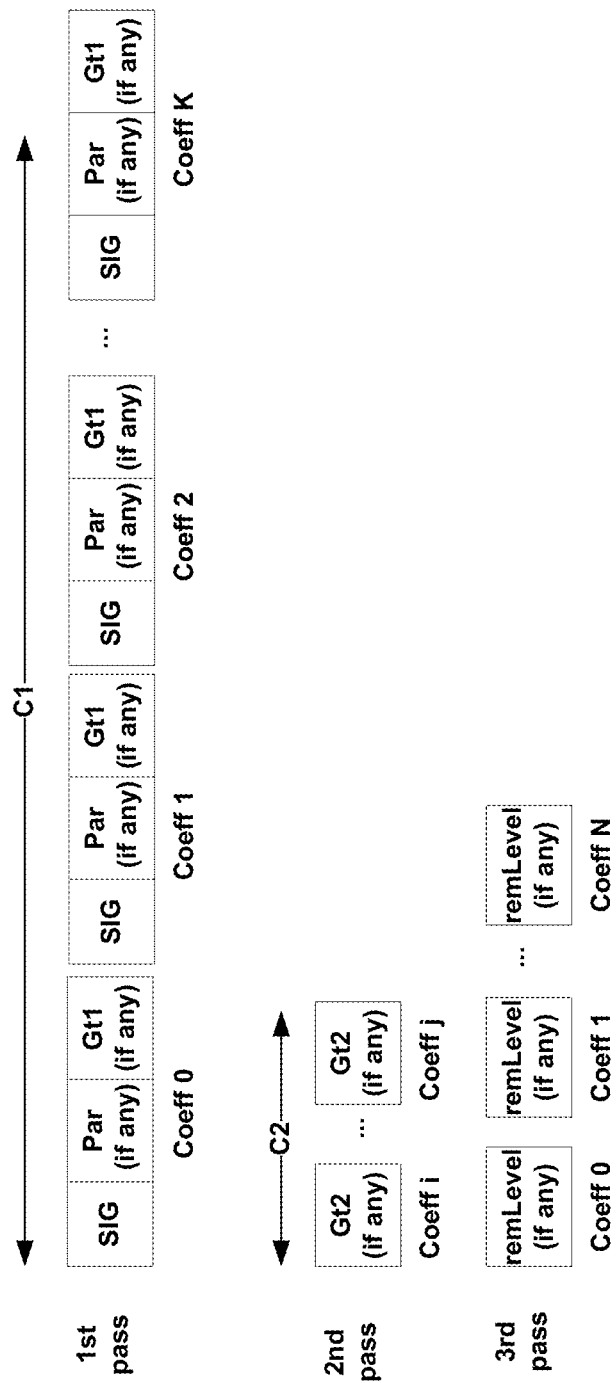 C1
1st
pass
SIG
Par
(if any)
Gt1
(if any)
SIG
Par
(if any)
Gt1
(if any)
SIG
Par
(if any)
Gt1
(if any)
...
SIG
Par
(if any)
Gt1
(if any)
Coeff 0
Coeff 1
Coeff 2
Coeff K
C2
2nd
pass
Gt2
(if any)
...
Gt2
(if any)
Coeff i
Coeff j
3rd
pass
remLevel
(if any)
remLevel
(if any)
...
remLevel
(if any)
Coeff 0
Coeff 1
Coeff N